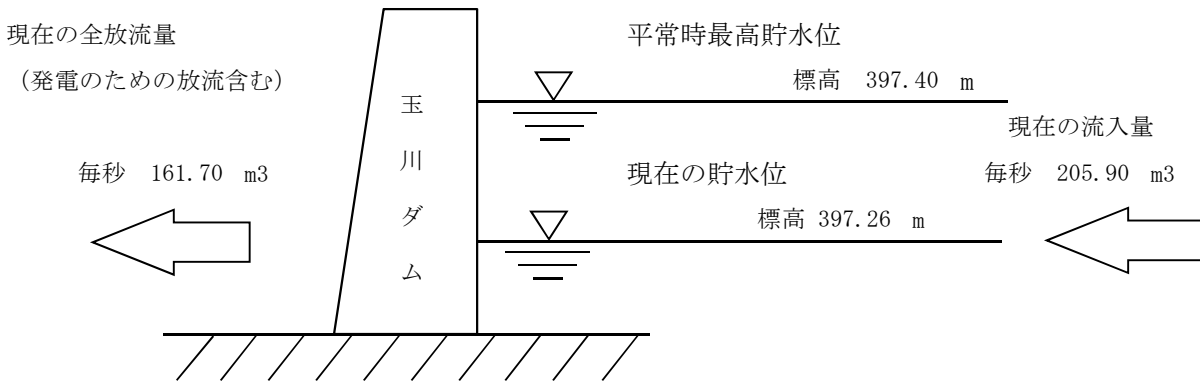 現在の全放流量
（発電のための放流含む）
毎秒　161.70　m3
玉川ダム
平常時最高貯水位
標高　397.40　m
現在の貯水位
標高 397.26　m
現在の流入量
毎秒　205.90　m3